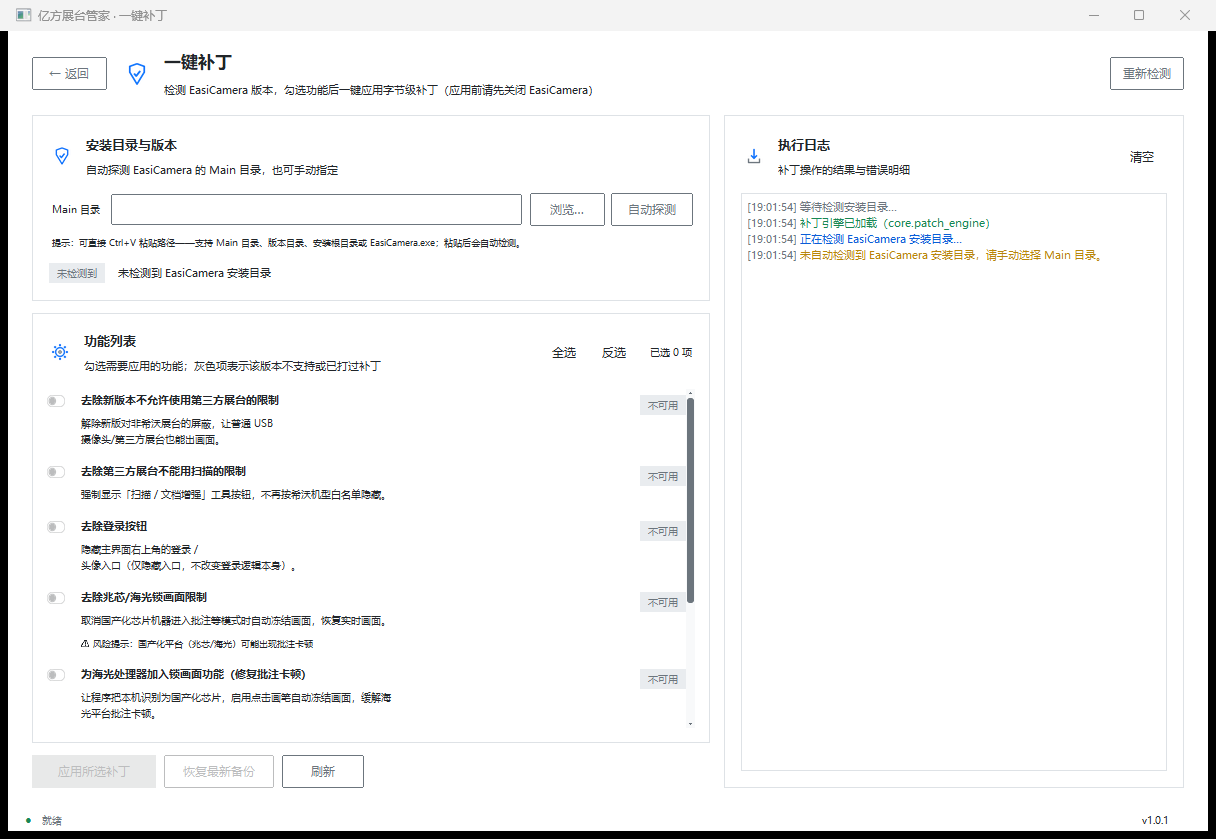 亿方展台管家 · 一键补丁
← 返回
一键补丁
检测 EasiCamera 版本，勾选功能后一键应用字节级补丁（应用前请先关闭 EasiCamera）
重新检测
安装目录与版本
自动探测 EasiCamera 的 Main 目录，也可手动指定
Main 目录
浏览...
自动探测
提示：可直接 Ctrl+V 粘贴路径——支持 Main 目录、版本目录、安装根目录或 EasiCamera.exe；粘贴后会自动检测。
未检测到
未检测到 EasiCamera 安装目录
功能列表
勾选需要应用的功能；灰色项表示该版本不支持或已打过补丁
全选
反选
已选 0 项
去除新版本不允许使用第三方展台的限制
不可用
解除新版对非希沃展台的屏蔽，让普通 USB
摄像头/第三方展台也能出画面。
去除第三方展台不能用扫描的限制
不可用
强制显示「扫描 / 文档增强」工具按钮，不再按希沃机型白名单隐藏。
去除登录按钮
不可用
隐藏主界面右上角的登录 /
头像入口（仅隐藏入口，不改变登录逻辑本身）。
去除兆芯/海光锁画面限制
不可用
取消国产化芯片机器进入批注等模式时自动冻结画面，恢复实时画面。
⚠ 风险提示：国产化平台（兆芯/海光）可能出现批注卡顿
为海光处理器加入锁画面功能（修复批注卡顿）
不可用
让程序把本机识别为国产化芯片，启用点击画笔自动冻结画面，缓解海
光平台批注卡顿。
应用所选补丁
恢复最新备份
刷新
执行日志
补丁操作的结果与错误明细
清空
[19:01:54] 等待检测安装目录...
[19:01:54] 补丁引擎已加载（core.patch_engine）
[19:01:54] 正在检测 EasiCamera 安装目录...
[19:01:54] 未自动检测到 EasiCamera 安装目录，请手动选择 Main 目录。
就绪
v1.0.1